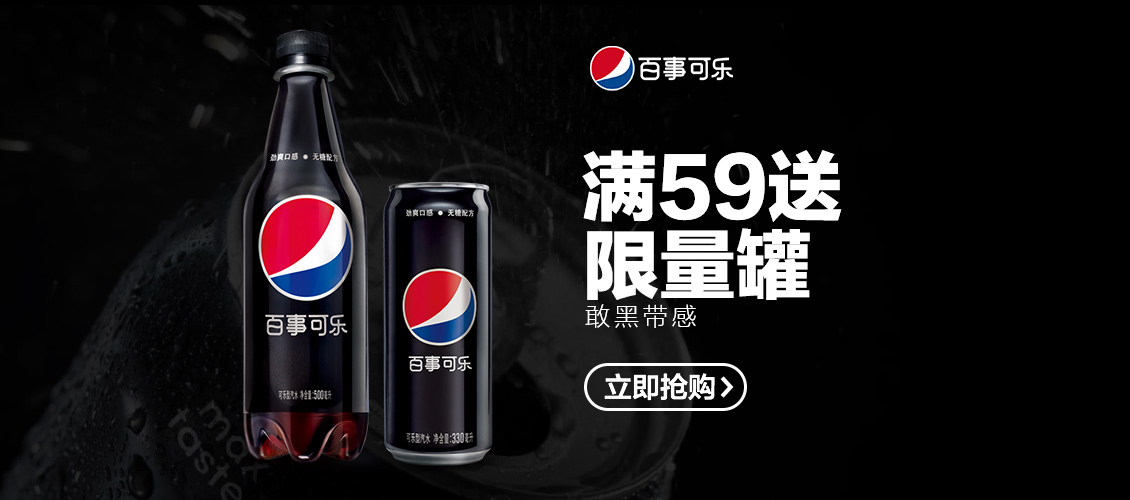 百事可乐
满59送
限量罐
敢黑带感
立即抢购
劲爽口感 ● 无糖配方
百事可乐
可乐型汽水 净含量:500毫升
劲爽口感 ● 无糖配方
百事可乐
可乐型汽水 净含量:330毫升
max
taste